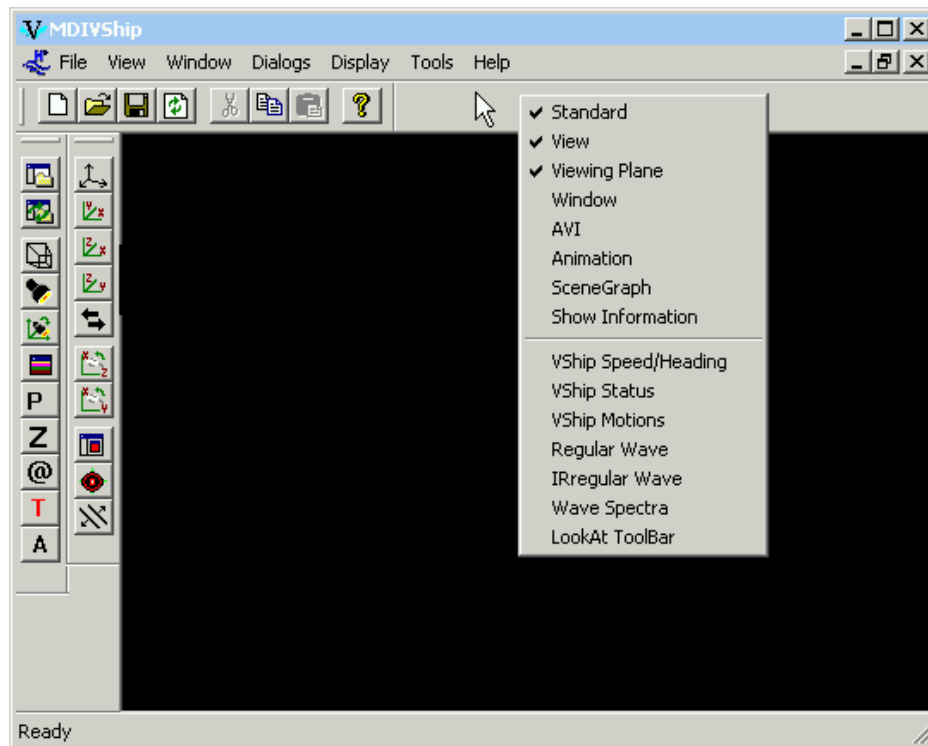 V MDIVShip
File View Window Dialogs Display Tools Help
?
Standard
View
Viewing Plane
Window
AVI
Animation
SceneGraph
Show Information
VShip Speed/Heading
VShip Status
VShip Motions
Regular Wave
IRregular Wave
Wave Spectra
LookAt ToolBar
Y X
Z X
Z Y
X Z
X Y
P
Z
@
T
A
Ready